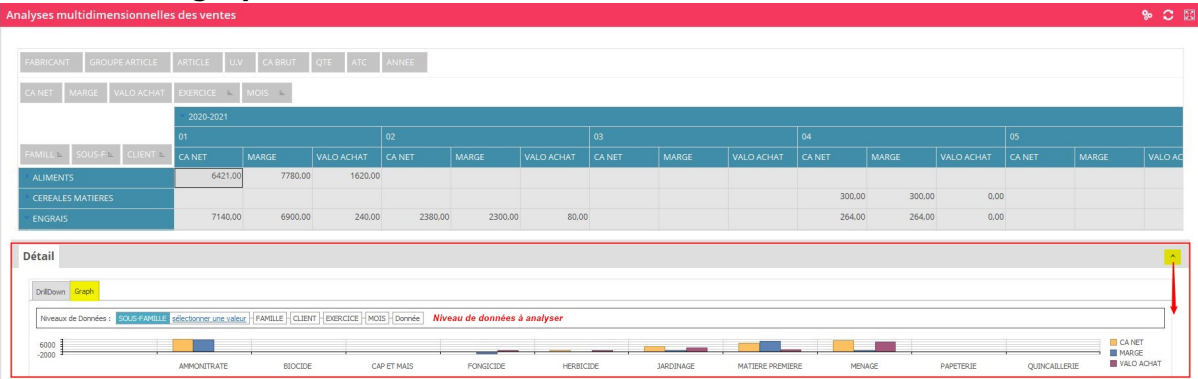 Analyses multidimensionnelles des ventes
FABRICANT GROUPE ARTICLE ARTICLE U.V CA BRUT QTE ATC ANNEE
CA NET MARGE VALO ACHAT EXERCICE MOIS
2020-2021
01 02 03 04 05
FAMILL SOUS-F CLIENT CA NET MARGE VALO ACHAT CA NET MARGE VALO ACHAT CA NET MARGE VALO ACHAT CA NET MARGE VALO ACHAT CA NET MARGE VALO AC
ALIMENTS 6421,00 7780,00 1620,00
CEREALES MATIERES 300,00 300,00 0,00
ENGRAIS 7140,00 6900,00 240,00 2380,00 2300,00 80,00 264,00 264,00 0,00
Détail
DrillDown Graph
Niveaux de Données : SOUS-FAMILLE sélectionner une valeur FAMILLE CLIENT EXERCICE MOIS Donnée Niveau de données à analyser
6000
-2000
CA NET
MARGE
VALO ACHAT
AMMONITRATE BIOCIDE CAP ET MAIS FONGICIDE HERBICIDE JARDINAGE MATIERE PREMIERE MENAGE PAPETERIE QUINCAILLERIE